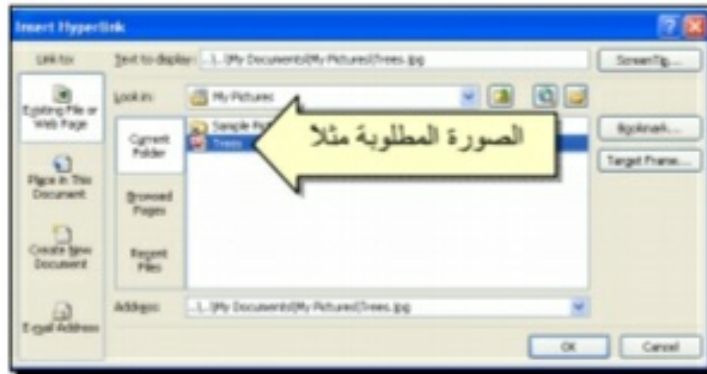 Insert Hyperlink
Link to:
Text to display: ..\..\My Documents\My Pictures\Trees.jpg
ScreenTip...
Existing File or Web Page
Look in:
My Pictures
Current Folder
Sample
Trees
الصورة المطلوبة مثلا
Bookmark...
Target Frame...
Place in This Document
Browsed Pages
Create New Document
Recent Files
E-mail Address
Address: ..\..\My Documents\My Pictures\Trees.jpg
OK
Cancel